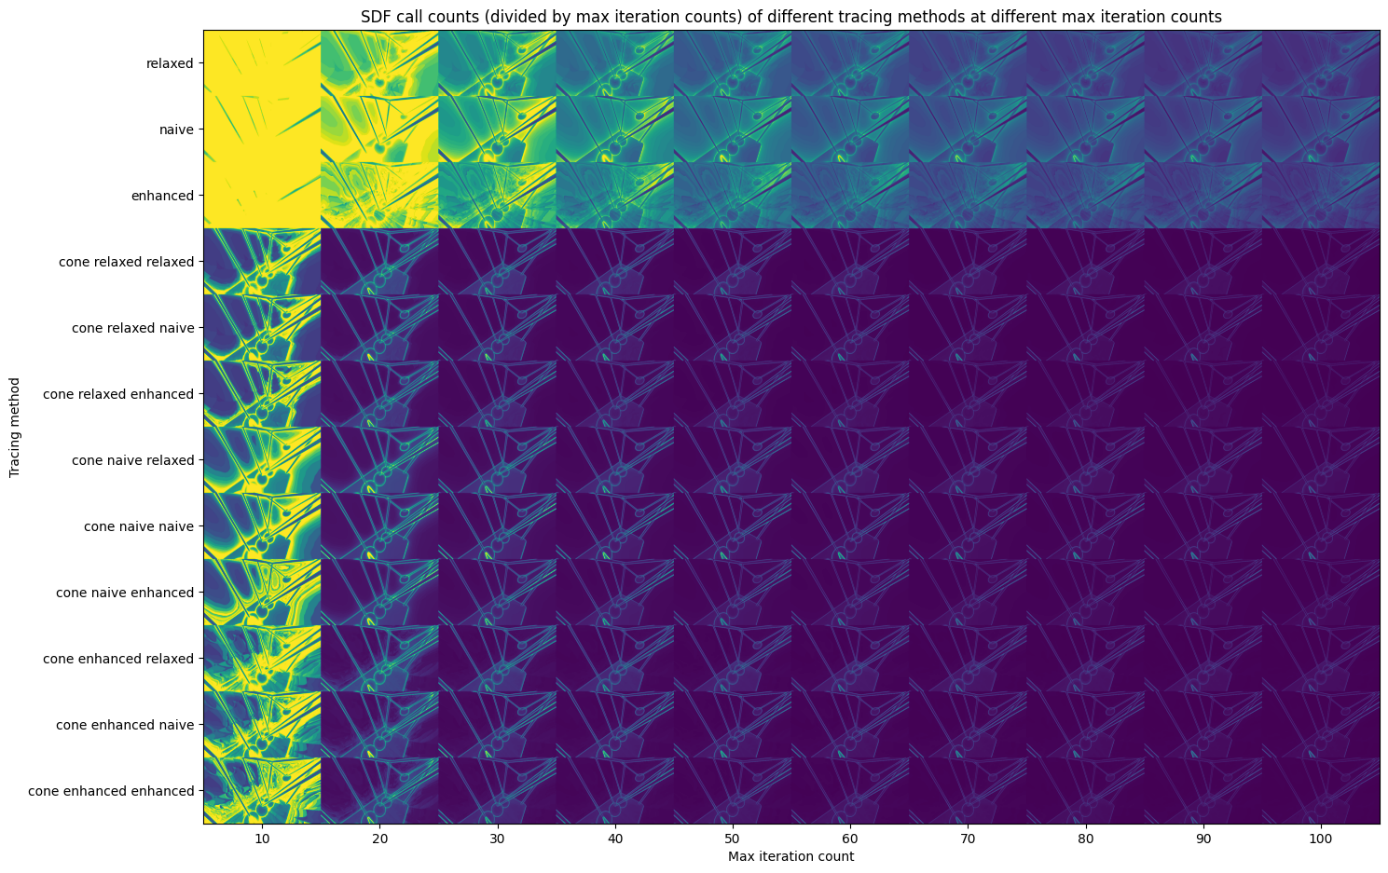 SDF call counts (divided by max iteration counts) of different tracing methods at different max iteration counts
Tracing method
relaxed
naive
enhanced
cone relaxed relaxed
cone relaxed naive
cone relaxed enhanced
cone naive relaxed
cone naive naive
cone naive enhanced
cone enhanced relaxed
cone enhanced naive
cone enhanced enhanced
10 20 30 40 50 60 70 80 90 100
Max iteration count